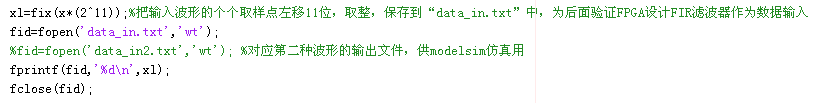 xl=fix(x*(2^11));%把输入波形的个个取样点左移11位，取整，保存到“data_in.txt”中，为后面验证FPGA设计FIR滤波器作为数据输入
fid=fopen('data_in.txt','wt');
%fid=fopen('data_in2.txt','wt'); %对应第二种波形的输出文件，供modelsim仿真用
fprintf(fid,'%d\n',xl);
fclose(fid);